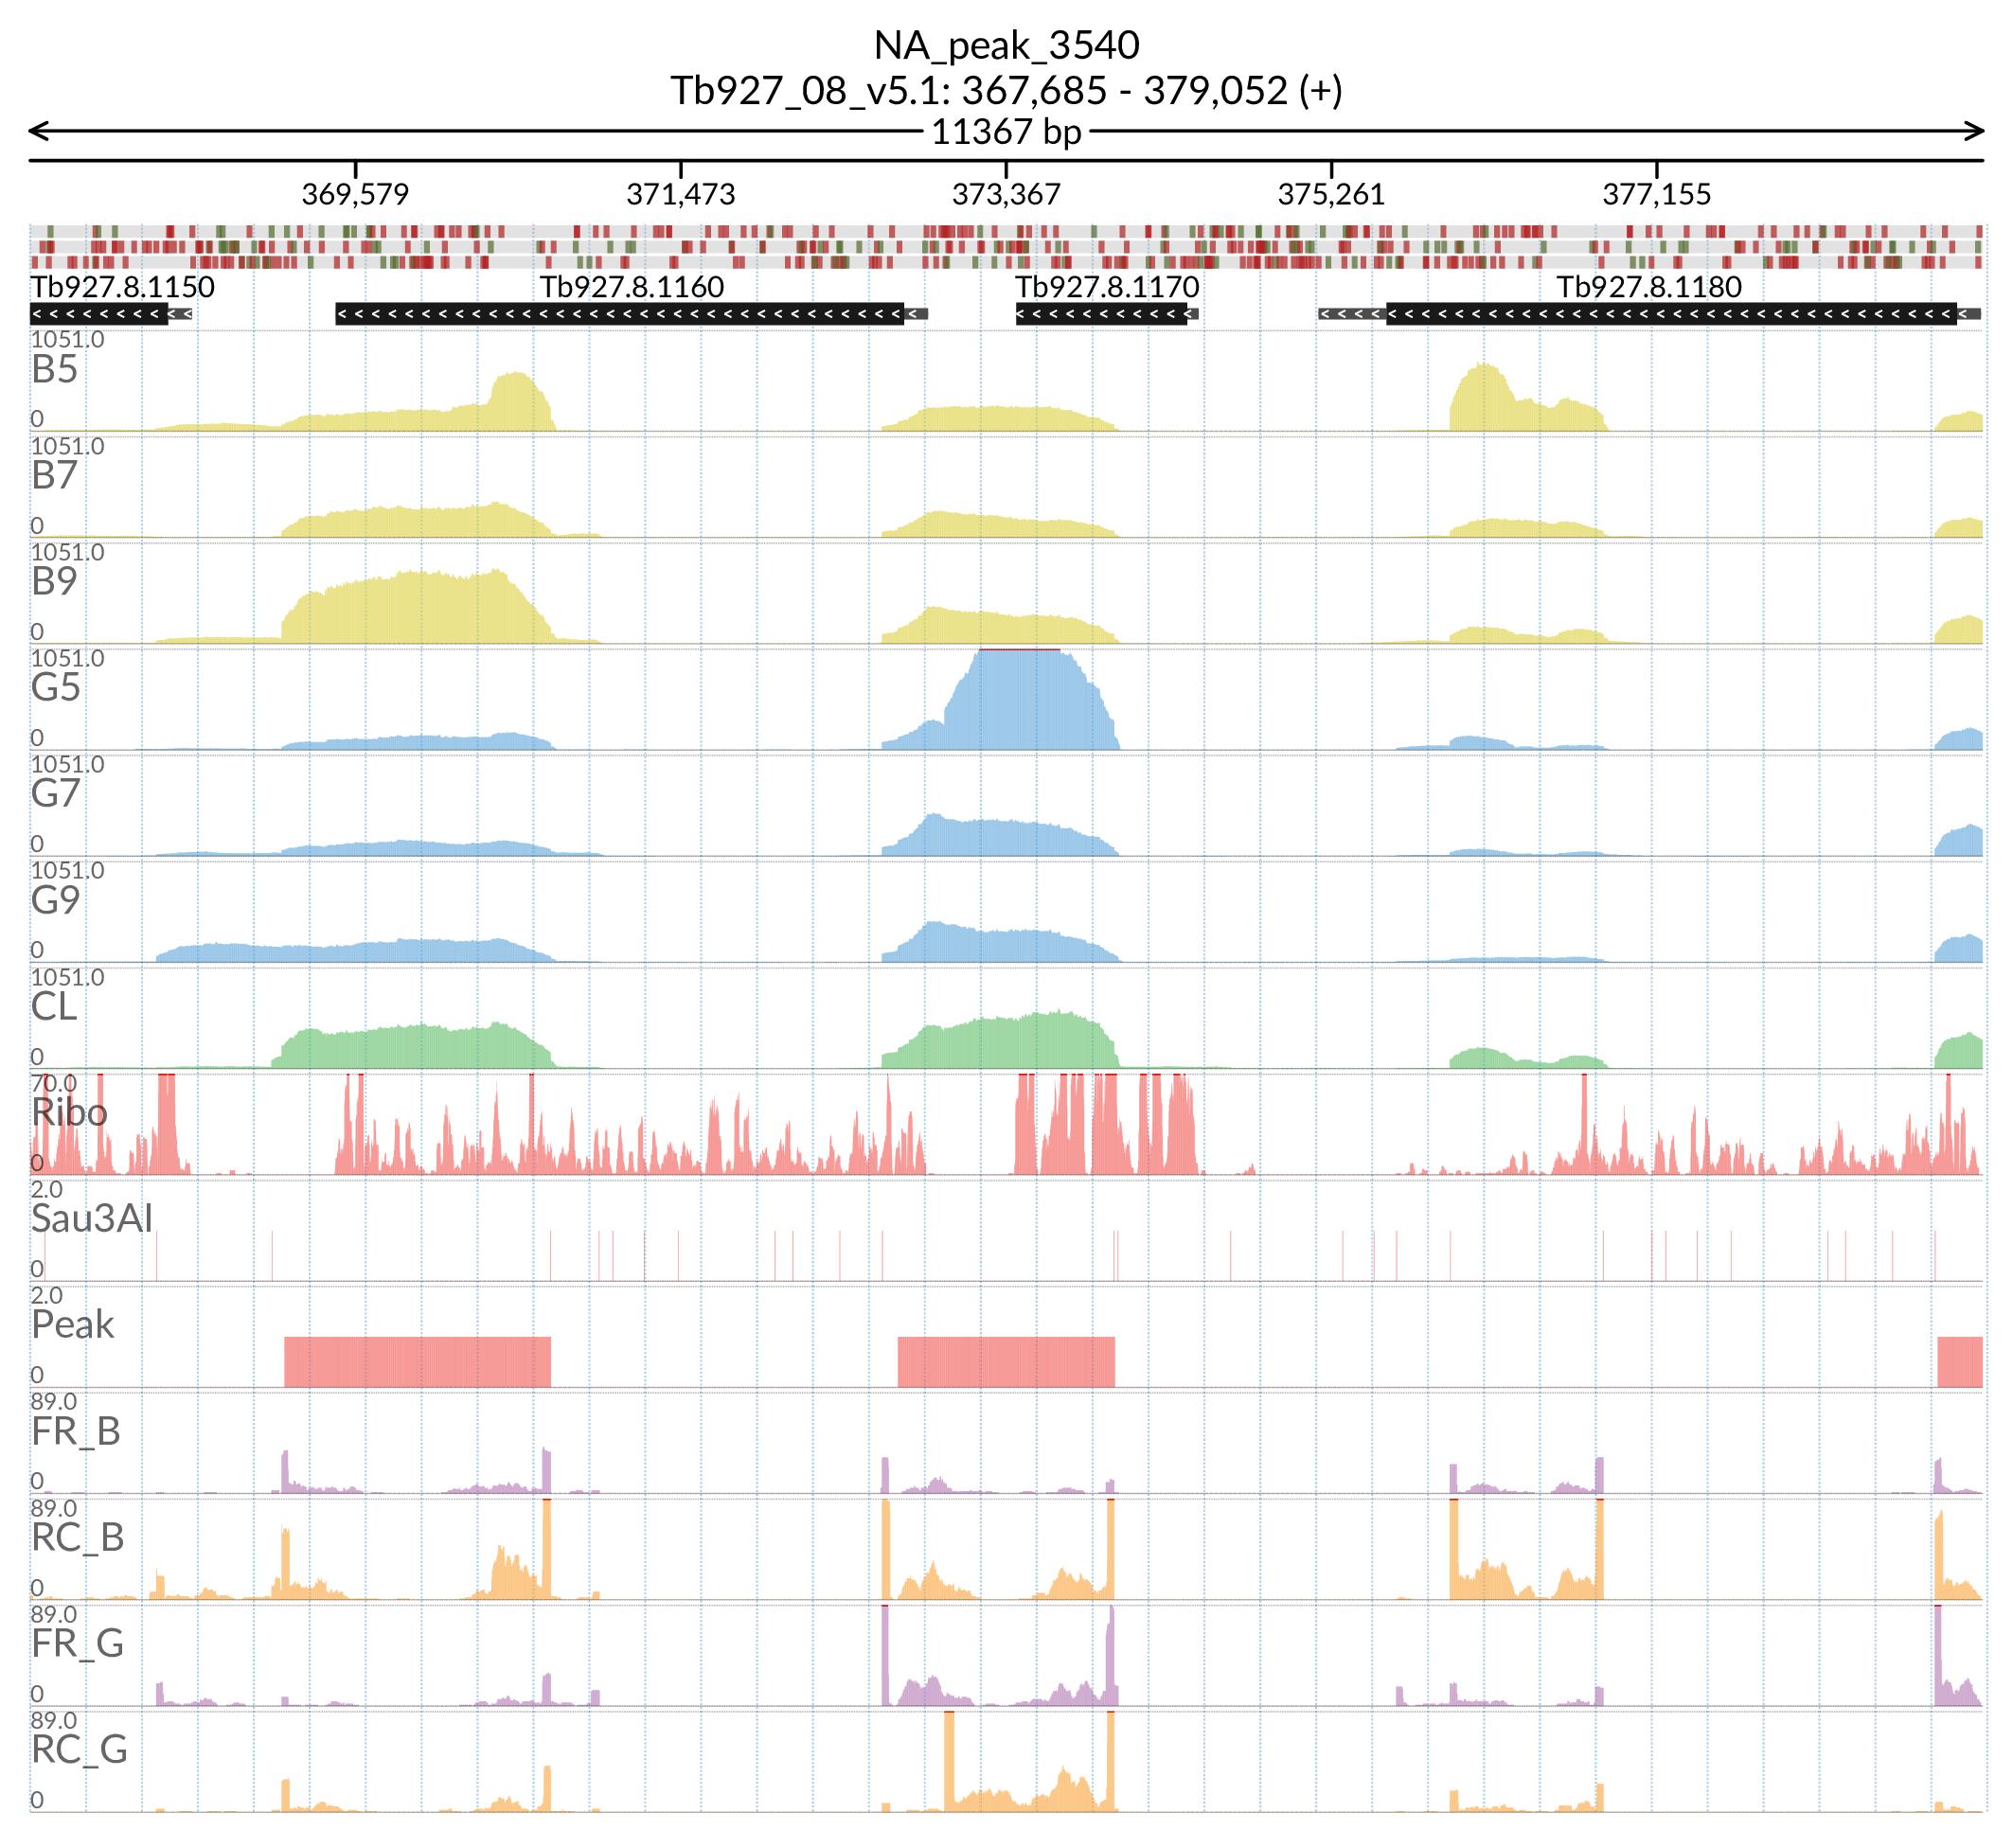 NA_peak_3540
Tb927_08_v5.1: 367,685 - 379,052 (+)
11367 bp
369,579 371,473 373,367 375,261 377,155
Tb927.8.1150 Tb927.8.1160 Tb927.8.1170 Tb927.8.1180
1051.0
B5
0
1051.0
B7
0
1051.0
B9
0
1051.0
G5
0
1051.0
G7
0
1051.0
G9
0
1051.0
CL
0
70.0
Ribo
0
2.0
Sau3AI
0
2.0
Peak
0
89.0
FR_B
0
89.0
RC_B
0
89.0
FR_G
0
89.0
RC_G
0